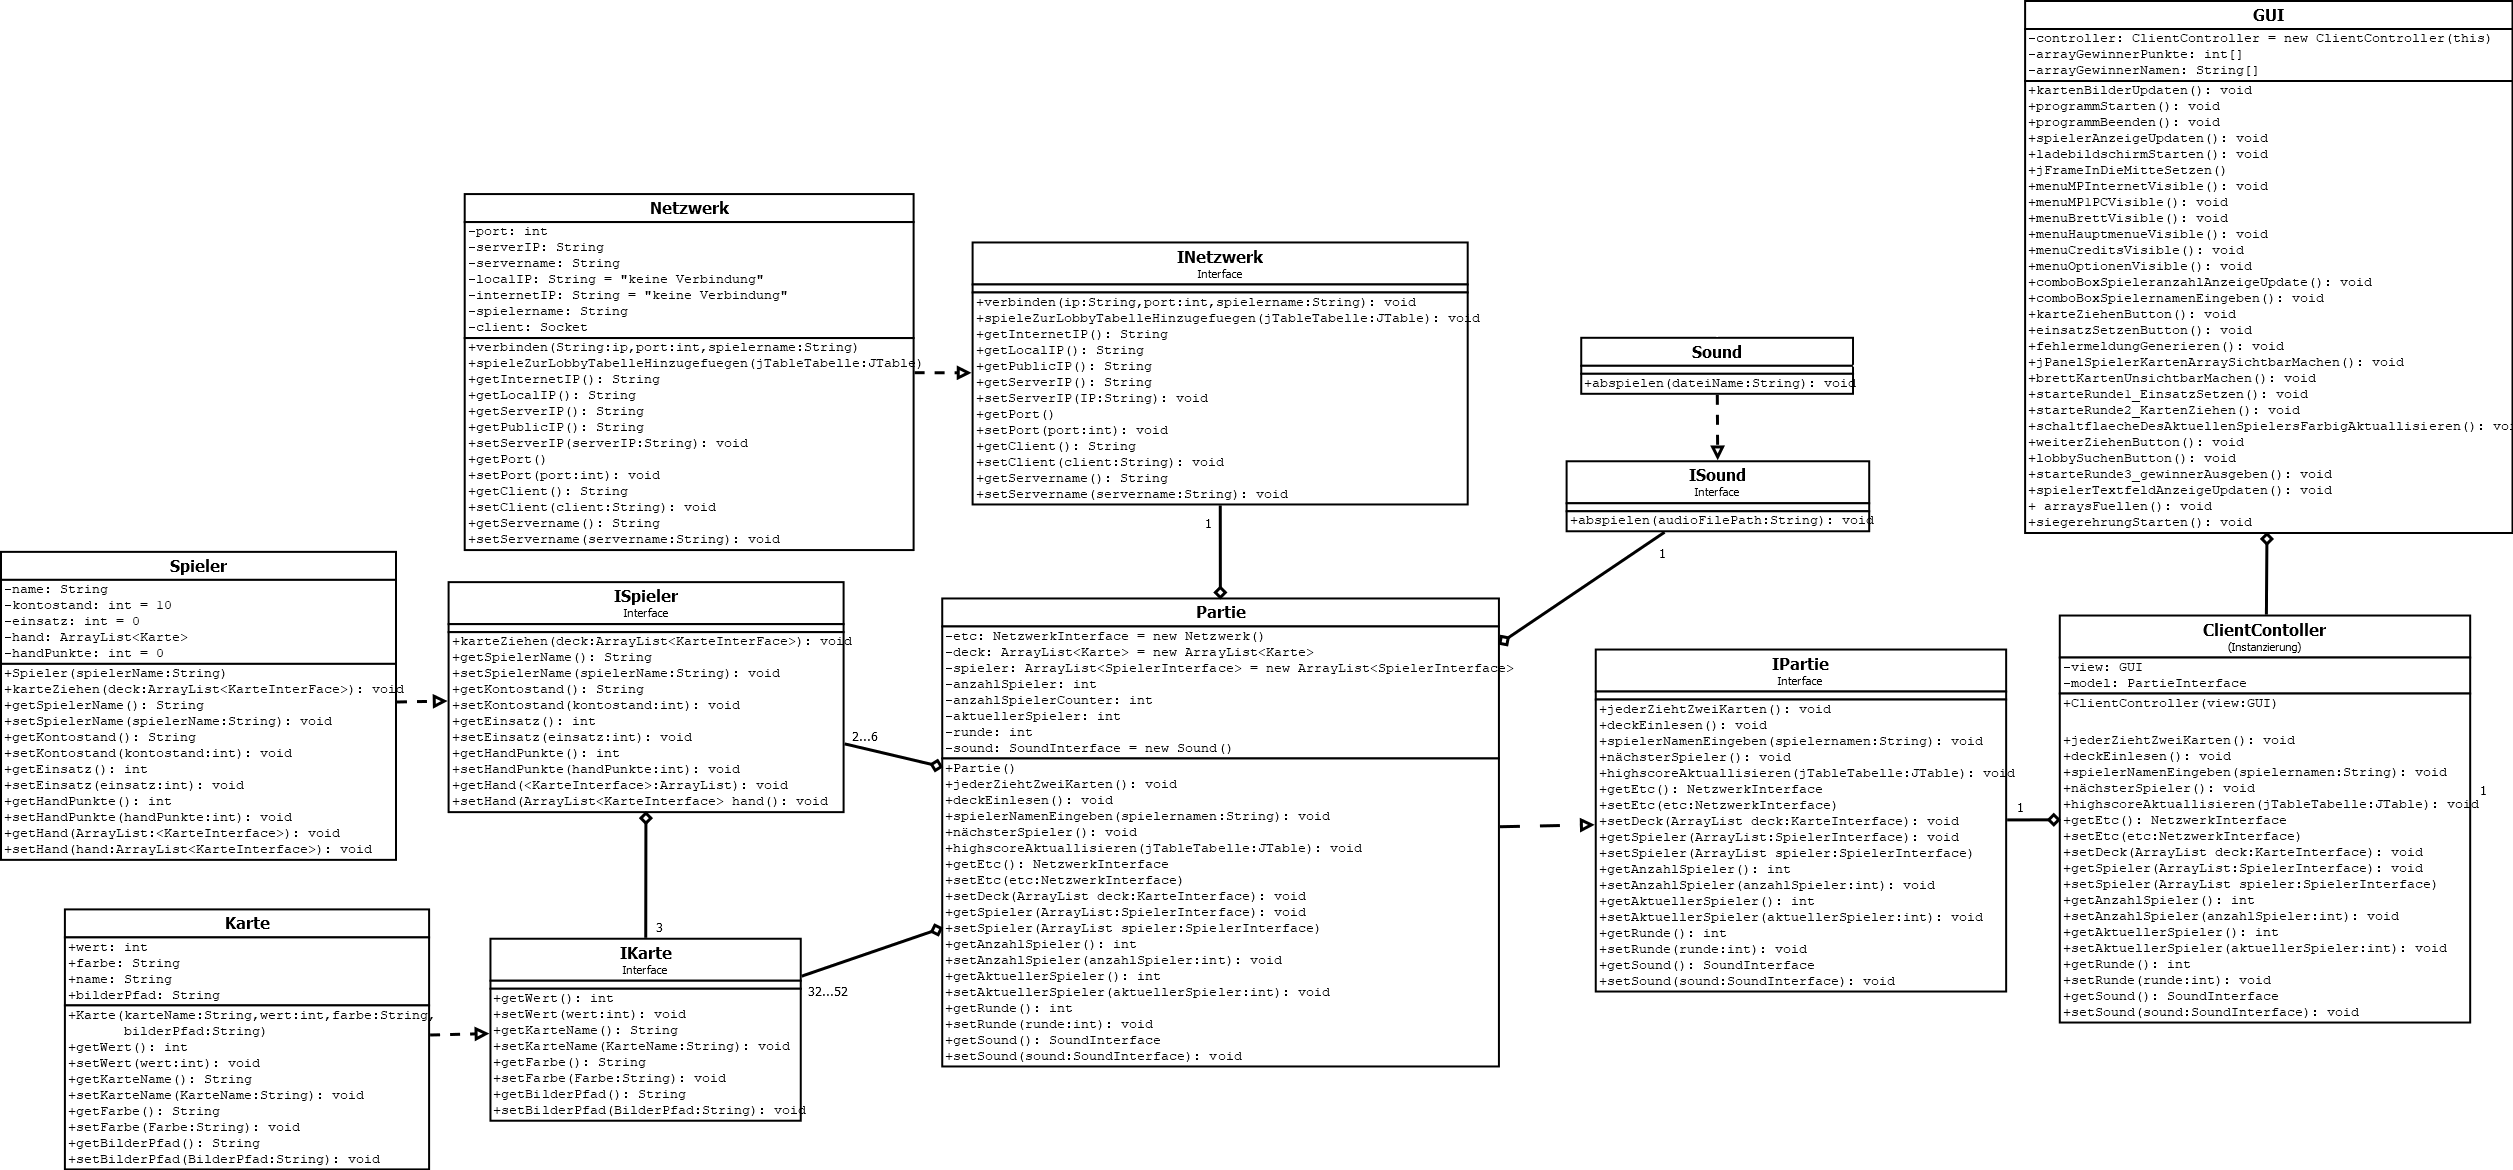 GUI
-controller: ClientController = new ClientController(this)
-arrayGewinnerPunkte: int[]
-arrayGewinnerNamen: String[]
+kartenBilderUpdaten(): void
+programmStarten(): void
+programmBeenden(): void
+spielerAnzeigeUpdaten(): void
+ladebildschirmStarten(): void
+jFrameInDieMitteSetzen()
+menuMPInternetVisible(): void
+menuMP1PCVisible(): void
+menuBrettVisible(): void
+menuHauptmenueVisible(): void
+menuCreditsVisible(): void
+menuOptionenVisible(): void
+comboBoxSpieleranzahlAnzeigeUpdate(): void
+comboBoxSpielernamenEingeben(): void
+karteZiehenButton(): void
+einsatzSetzenButton(): void
+fehlermeldungGenerieren(): void
+jPanelSpielerKartenArraySichtbarMachen(): void
+brettKartenUnsichtbarMachen(): void
+starteRunde1_EinsatzSetzen(): void
+starteRunde2_KartenZiehen(): void
+schaltflaecheDesAktuellenSpielersFarbigAktuallisieren(): voi
+weiterZiehenButton(): void
+lobbySuchenButton(): void
+starteRunde3_gewinnerAusgeben(): void
+spielerTextfeldAnzeigeUpdaten(): void
+ arraysFuellen(): void
+siegerehrungStarten(): void
Netzwerk
-port: int
-serverIP: String
-servername: String
-localIP: String = "keine Verbindung"
-internetIP: String = "keine Verbindung"
-spielername: String
-client: Socket
+verbinden(String:ip,port:int,spielername:String)
+spieleZurLobbyTabelleHinzugefuegen(jTableTabelle:JTable)
+getInternetIP(): String
+getLocalIP(): String
+getServerIP(): String
+getPublicIP(): String
+setServerIP(serverIP:String): void
+getPort()
+setPort(port:int): void
+getClient(): String
+setClient(client:String): void
+getServername(): String
+setServername(servername:String): void
INetzwerk
Interface
+verbinden(ip:String,port:int,spielername:String): void
+spieleZurLobbyTabelleHinzugefuegen(jTableTabelle:JTable): void
+getInternetIP(): String
+getLocalIP(): String
+getPublicIP(): String
+getServerIP(): String
+setServerIP(IP:String): void
+getPort()
+setPort(port:int): void
+getClient(): String
+setClient(client:String): void
+getServername(): String
+setServername(servername:String): void
1
Sound
+abspielen(dateiName:String): void
ISound
Interface
+abspielen(audioFilePath:String): void
1
Spieler
-name: String
-kontostand: int = 10
-einsatz: int = 0
-hand: ArrayList<Karte>
-handPunkte: int = 0
+Spieler(spielerName:String)
+karteZiehen(deck:ArrayList<KarteInterFace>): void
+getSpielerName(): String
+setSpielerName(spielerName:String): void
+getKontostand(): String
+setKontostand(kontostand:int): void
+getEinsatz(): int
+setEinsatz(einsatz:int): void
+getHandPunkte(): int
+setHandPunkte(handPunkte:int): void
+getHand(ArrayList:<KarteInterface>): void
+setHand(hand:ArrayList<KarteInterface>): void
ISpieler
Interface
+karteZiehen(deck:ArrayList<KarteInterFace>): void
+getSpielerName(): String
+setSpielerName(spielerName:String): void
+getKontostand(): String
+setKontostand(kontostand:int): void
+getEinsatz(): int
+setEinsatz(einsatz:int): void
+getHandPunkte(): int
+setHandPunkte(handPunkte:int): void
+getHand(<KarteInterface>:ArrayList): void
+setHand(ArrayList<KarteInterface> hand(): void
2...6
3
Partie
-etc: NetzwerkInterface = new Netzwerk()
-deck: ArrayList<Karte> = new ArrayList<Karte>
-spieler: ArrayList<SpielerInterface> = new ArrayList<SpielerInterface>
-anzahlSpieler: int
-anzahlSpielerCounter: int
-aktuellerSpieler: int
-runde: int
-sound: SoundInterface = new Sound()
+Partie()
+jederZiehtZweiKarten(): void
+deckEinlesen(): void
+spielerNamenEingeben(spielernamen:String): void
+nächsterSpieler(): void
+highscoreAktuallisieren(jTableTabelle:JTable): void
+getEtc(): NetzwerkInterface
+setEtc(etc:NetzwerkInterface)
+setDeck(ArrayList deck:KarteInterface): void
+getSpieler(ArrayList:SpielerInterface): void
+setSpieler(ArrayList spieler:SpielerInterface)
+getAnzahlSpieler(): int
+setAnzahlSpieler(anzahlSpieler:int): void
+getAktuellerSpieler(): int
+setAktuellerSpieler(aktuellerSpieler:int): void
+getRunde(): int
+setRunde(runde:int): void
+getSound(): SoundInterface
+setSound(sound:SoundInterface): void
IPartie
Interface
+jederZiehtZweiKarten(): void
+deckEinlesen(): void
+spielerNamenEingeben(spielernamen:String): void
+nächsterSpieler(): void
+highscoreAktuallisieren(jTableTabelle:JTable): void
+getEtc(): NetzwerkInterface
+setEtc(etc:NetzwerkInterface)
+setDeck(ArrayList deck:KarteInterface): void
+getSpieler(ArrayList:SpielerInterface): void
+setSpieler(ArrayList spieler:SpielerInterface)
+getAnzahlSpieler(): int
+setAnzahlSpieler(anzahlSpieler:int): void
+getAktuellerSpieler(): int
+setAktuellerSpieler(aktuellerSpieler:int): void
+getRunde(): int
+setRunde(runde:int): void
+getSound(): SoundInterface
+setSound(sound:SoundInterface): void
1
ClientContoller
(Instanzierung)
-view: GUI
-model: PartieInterface
+ClientController(view:GUI)
+jederZiehtZweiKarten(): void
+deckEinlesen(): void
+spielerNamenEingeben(spielernamen:String): void
+nächsterSpieler(): void
+highscoreAktuallisieren(jTableTabelle:JTable): void
+getEtc(): NetzwerkInterface
+setEtc(etc:NetzwerkInterface)
+setDeck(ArrayList deck:KarteInterface): void
+getSpieler(ArrayList:SpielerInterface): void
+setSpieler(ArrayList spieler:SpielerInterface)
+getAnzahlSpieler(): int
+setAnzahlSpieler(anzahlSpieler:int): void
+getAktuellerSpieler(): int
+setAktuellerSpieler(aktuellerSpieler:int): void
+getRunde(): int
+setRunde(runde:int): void
+getSound(): SoundInterface
+setSound(sound:SoundInterface): void
1
Karte
+wert: int
+farbe: String
+name: String
+bilderPfad: String
+Karte(karteName:String,wert:int,farbe:String,
bilderPfad:String)
+getWert(): int
+setWert(wert:int): void
+getKarteName(): String
+setKarteName(KarteName:String): void
+getFarbe(): String
+setFarbe(Farbe:String): void
+getBilderPfad(): String
+setBilderPfad(BilderPfad:String): void
IKarte
Interface
+getWert(): int
+setWert(wert:int): void
+getKarteName(): String
+setKarteName(KarteName:String): void
+getFarbe(): String
+setFarbe(Farbe:String): void
+getBilderPfad(): String
+setBilderPfad(BilderPfad:String): void
32...52